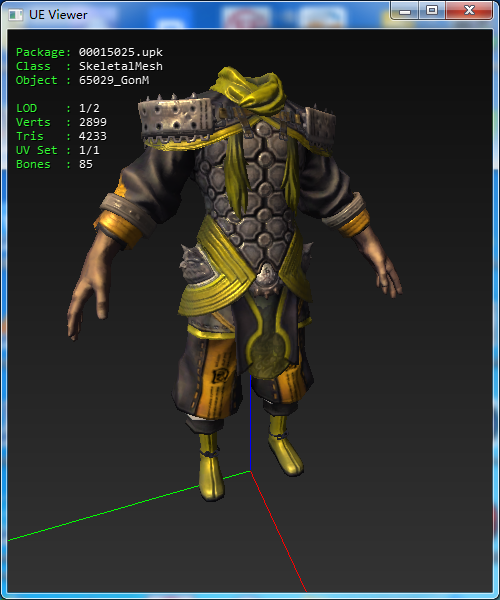 UE Viewer
Package: 00015025.upk
Class : SkeletalMesh
Object : 65029_GonM
LOD : 1/2
Verts : 2899
Tris : 4233
UV Set : 1/1
Bones : 85